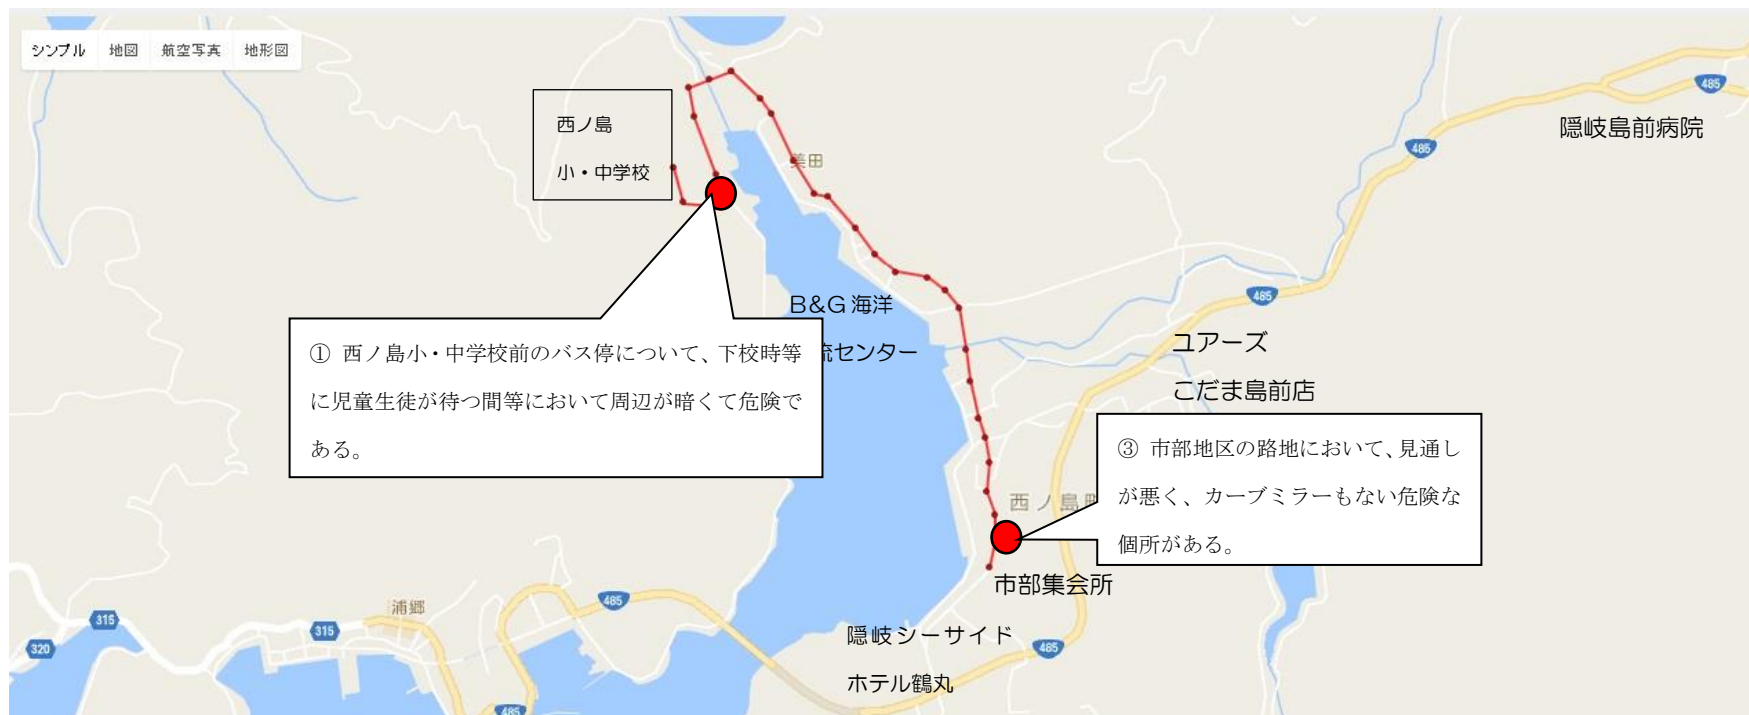 シンプル 地図 航空写真 地形図
485
隠岐島前病院
485
西ノ島
小・中学校
美田
485
B&G 海洋
流センター
ユアーズ
こだま島前店
① 西ノ島小・中学校前のバス停について、下校時等
に児童生徒が待つ間等において周辺が暗くて危険で
ある。
③ 市部地区の路地において、見通し
が悪く、カーブミラーもない危険な
個所がある。
西ノ島町
市部集会所
浦郷
485
315
315
320
隠岐シーサイド
ホテル鶴丸
485
485